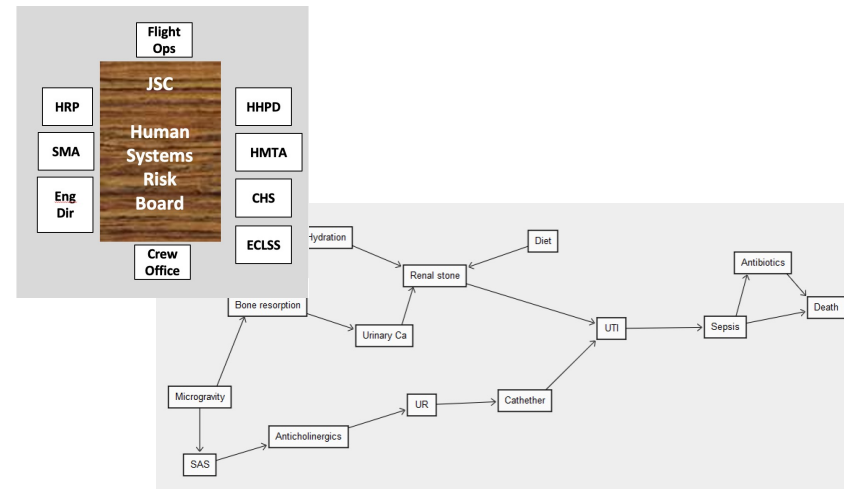 Flight
Ops
JSC
Human
Systems
Risk
Board
HRP
SMA
Eng
Dir
HHPD
HMTA
CHS
ECLSS
Crew
Office
Hydration
Diet
Renal stone
Antibiotics
Bone resorption
Death
Urinary Ca
UTI
Sepsis
Microgravity
UR
Cathether
Anticholinergics
SAS